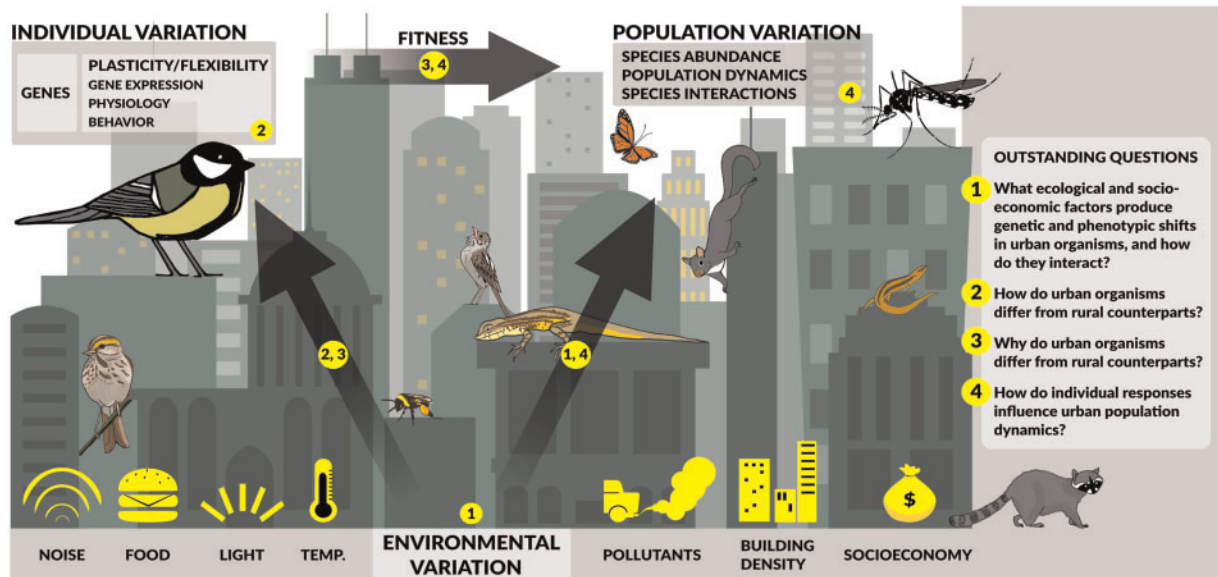 INDIVIDUAL VARIATION
GENES
PLASTICITY/FLEXIBILITY
GENE EXPRESSION
PHYSIOLOGY
BEHAVIOR
2
FITNESS
3, 4
POPULATION VARIATION
SPECIES ABUNDANCE
POPULATION DYNAMICS
SPECIES INTERACTIONS
4
2, 3
1, 4
OUTSTANDING QUESTIONS
1 What ecological and socio-
economic factors produce
genetic and phenotypic shifts
in urban organisms, and how
do they interact?
2 How do urban organisms
differ from rural counterparts?
3 Why do urban organisms
differ from rural counterparts?
4 How do individual responses
influence urban population
dynamics?
$
1
NOISE
FOOD
LIGHT
TEMP.
ENVIRONMENTAL
VARIATION
POLLUTANTS
BUILDING
DENSITY
SOCIOECONOMY